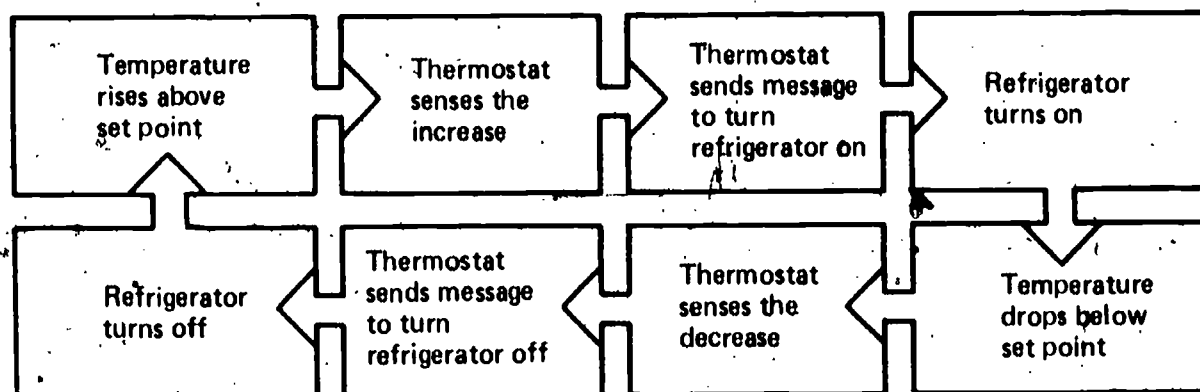 Temperature
rises above
set point
Thermostat
senses the
increase
Thermostat
sends message
to turn
refrigerator on
Refrigerator
turns on
Temperature
drops below
set point
Thermostat
senses the
decrease
Thermostat
sends message
to turn
refrigerator off
Refrigerator
turns off